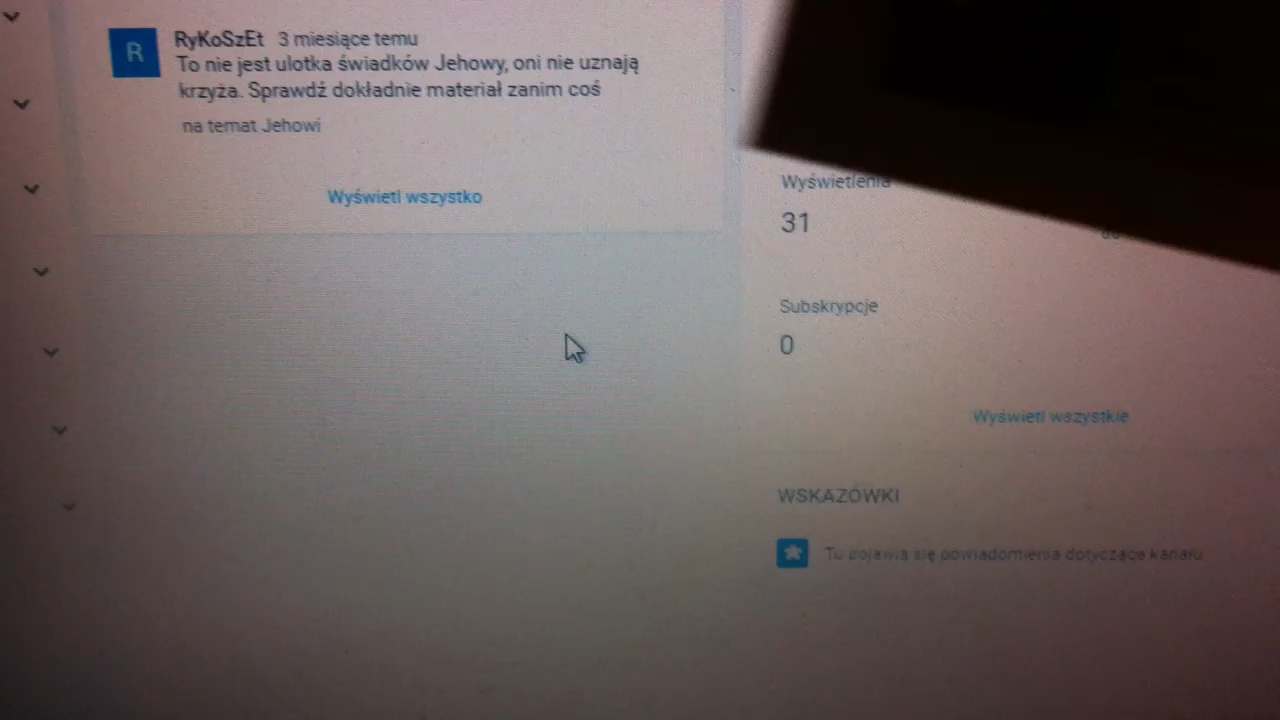 R
RyKoSzEt 3 miesiące temu
To nie jest ulotka świadków Jehowy, oni nie uznają
krzyża. Sprawdź dokładnie materiał zanim coś
na temat Jehowi
Wyświetl wszystko
Wyświetlenia
31
Subskrypcje
0
Wyświetl wszystkie
WSKAZÓWKI
Tu pojawią się powiadomienia dotyczące kanału